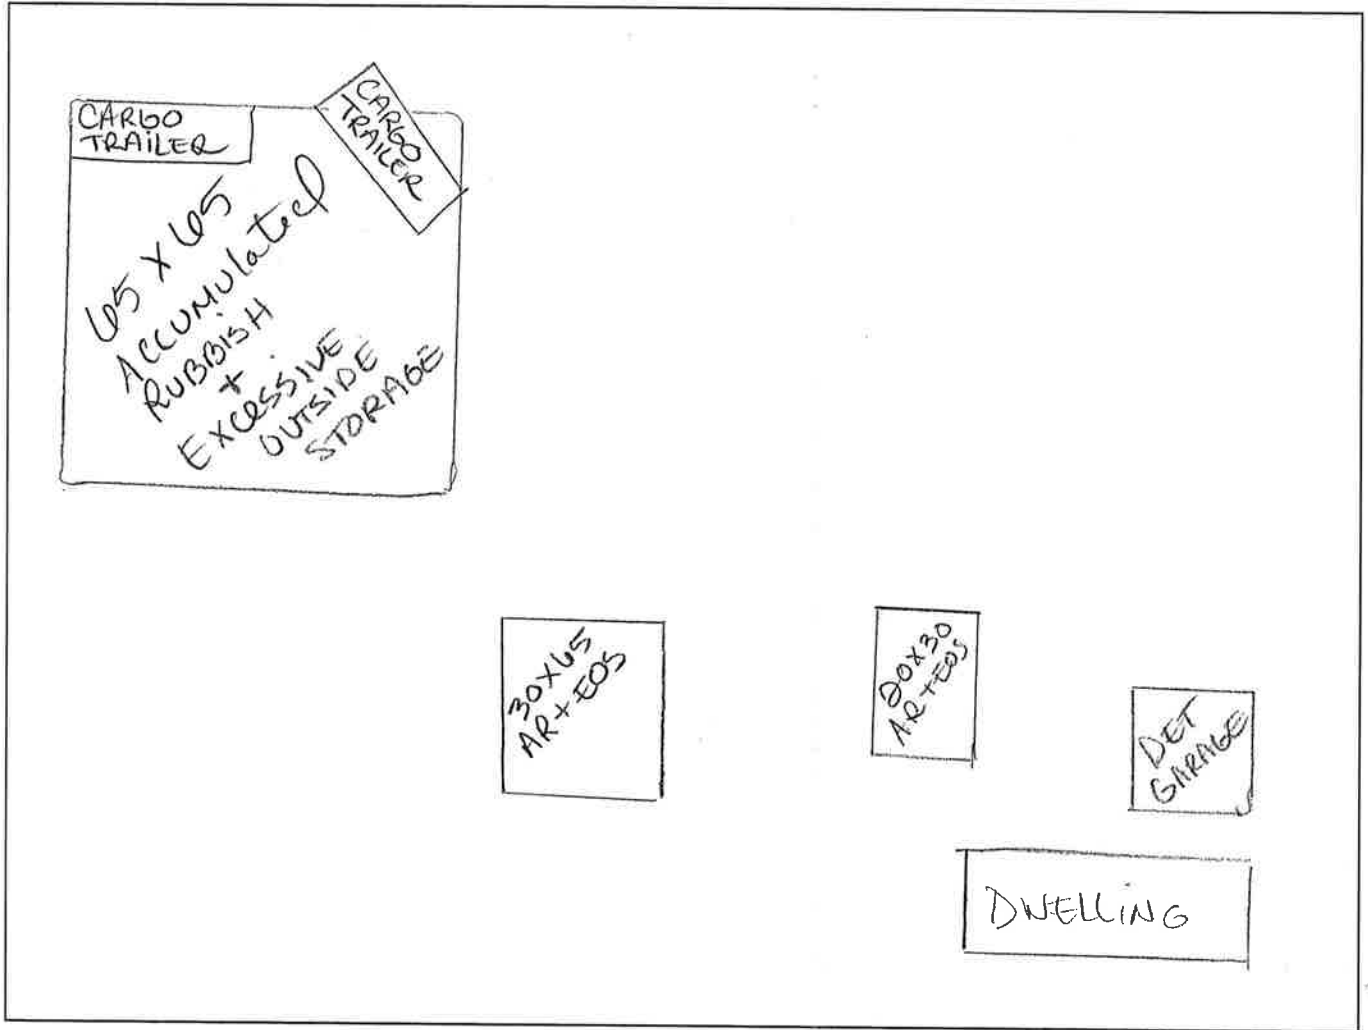 CARGO
TRAILER
CARGO
TRAILER
65 X 65
ACCUMULATED
RUBBISH
+
EXCESSIVE
OUTSIDE
STORAGE
30X65
AR+EOS
20X30
AR+EOS
DET
GARAGE
DWELLING